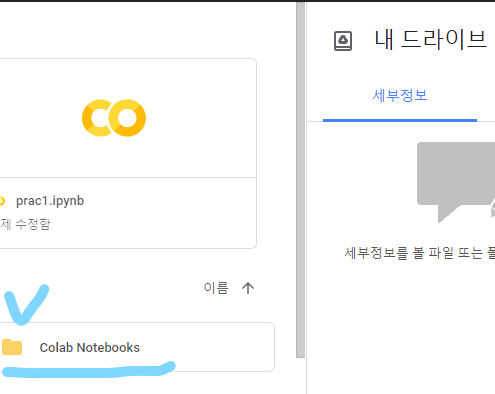 내 드라이브
세부정보
prac1.ipynb
제 수정함
세부정보를 볼 파일 또는
이름
Colab Notebooks